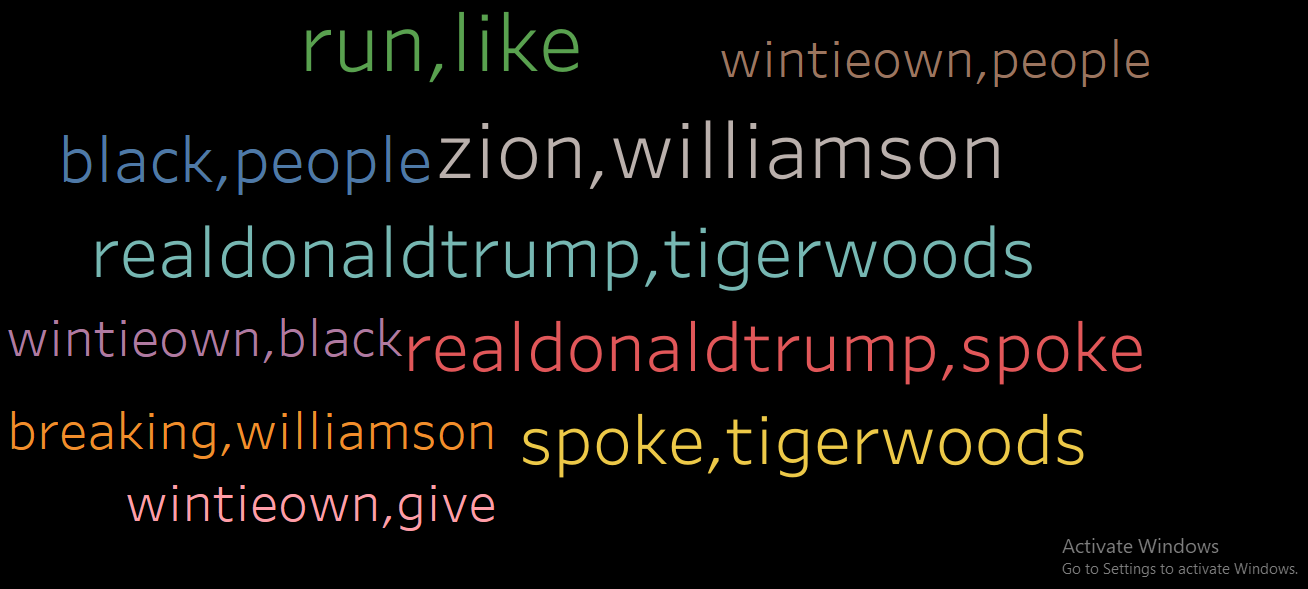 run,like
wintieown,people
black,people
zion,williamson
realdonaldtrump,tigerwoods
wintieown,black
realdonaldtrump,spoke
breaking,williamson
spoke,tigerwoods
wintieown,give
Activate Windows
Go to Settings to activate Windows.